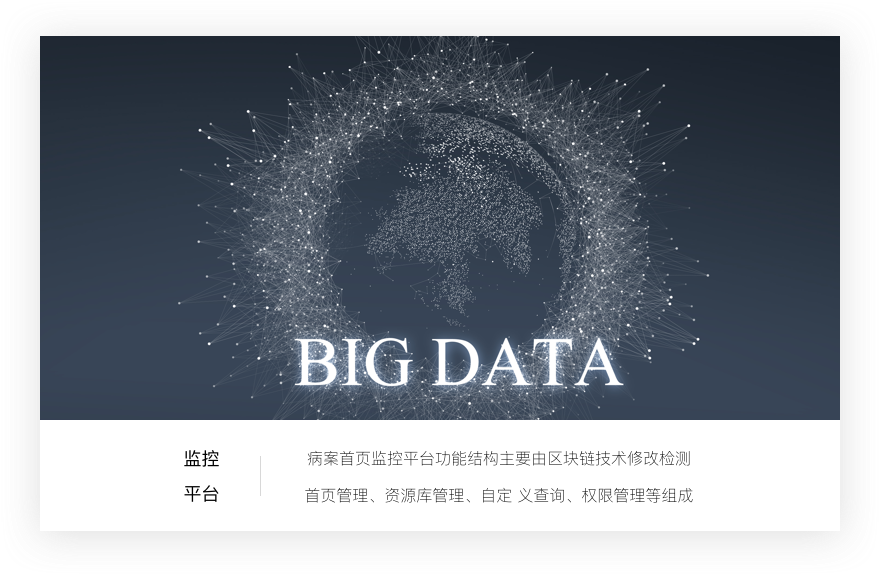 BIG DATA
监控
平台
病案首页监控平台功能结构主要由区块链技术修改检测
首页管理、资源库管理、自定 义查询、权限管理等组成